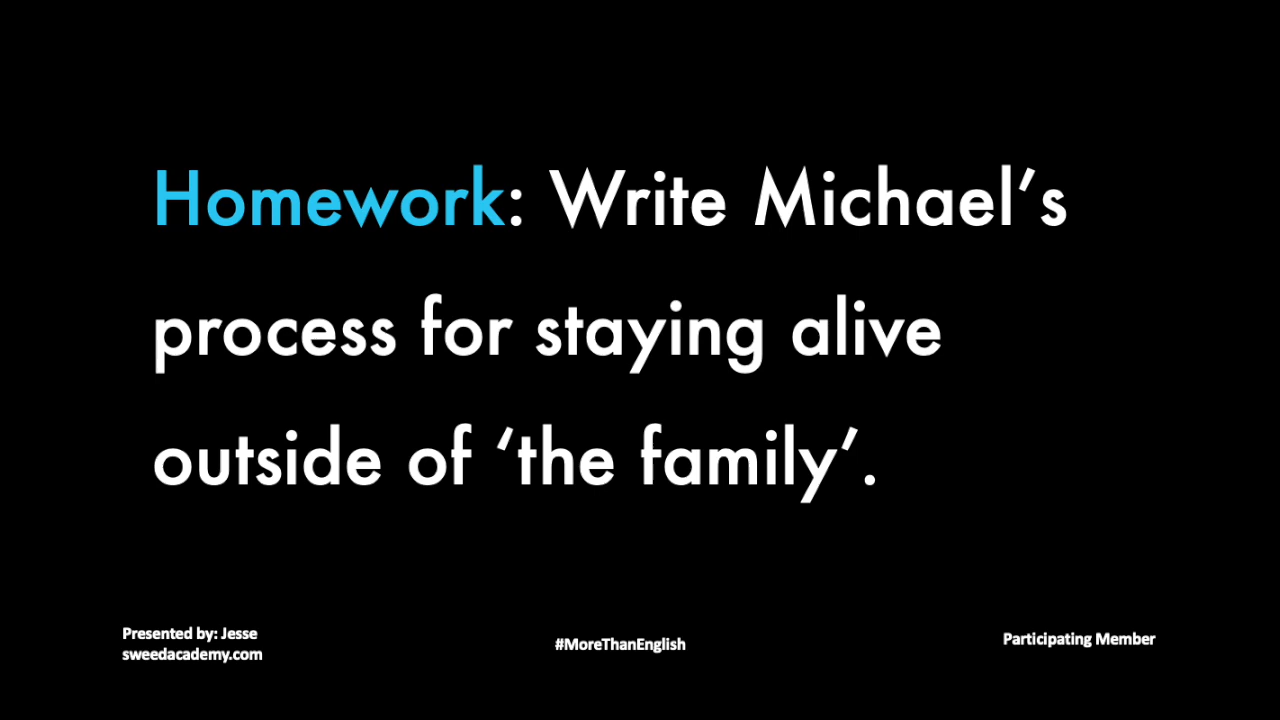 Homework: Write Michael’s
process for staying alive
outside of ‘the family’.
Presented by: Jesse
sweedacademy.com
#MoreThanEnglish
Participating Member